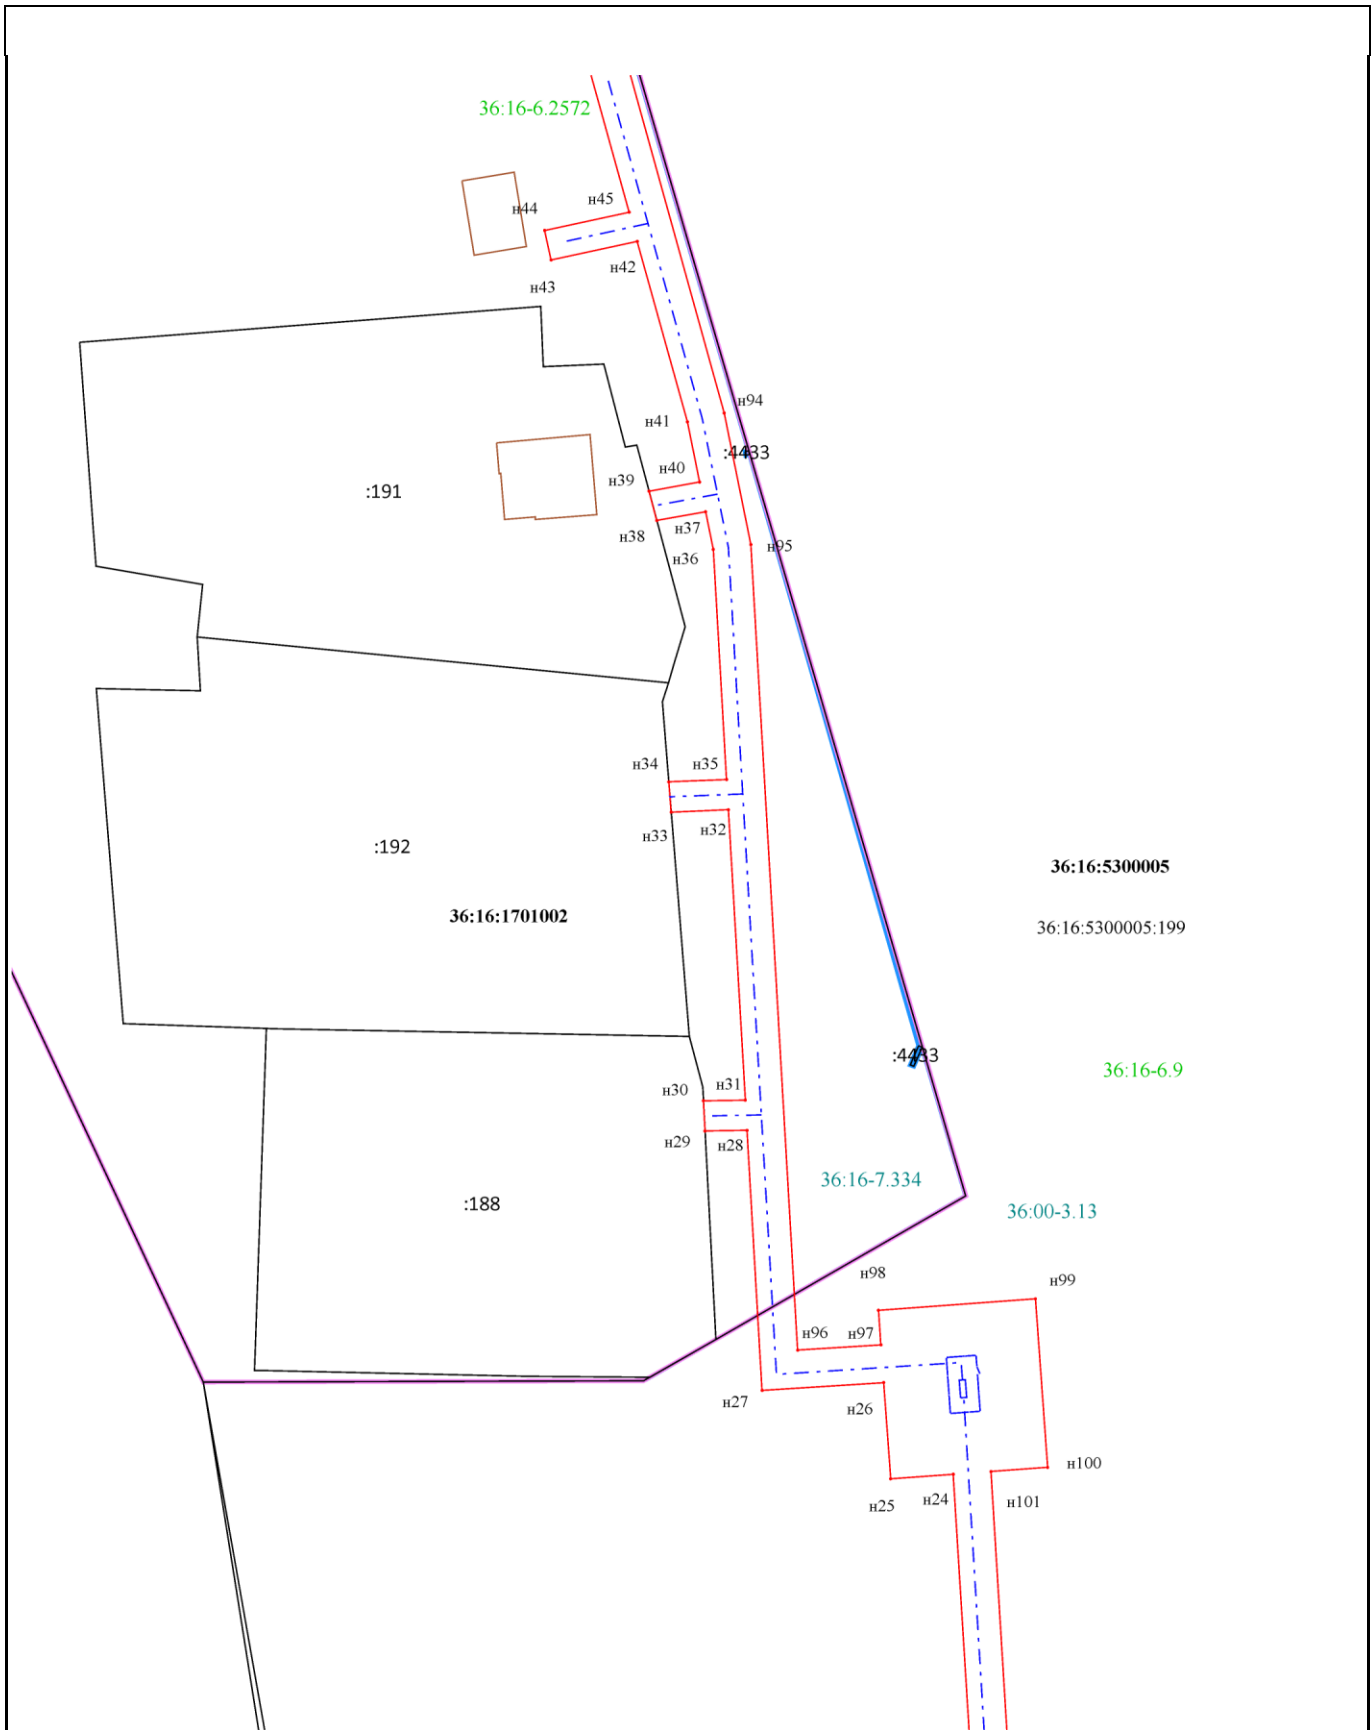 36:16-6.2572
н45
н44
н42
н43
н94
н41
:4433
н40
н39
:191
н37
н38
н95
н36
н35
н34
н32
н33
:192
36:16:5300005
36:16:1701002
36:16:5300005:199
:4433
36:16-6.9
н31
н30
н29
н28
36:16-7.334
:188
36:00-3.13
н98
н99
н96
н97
н27
н26
н100
н24
н25
н101